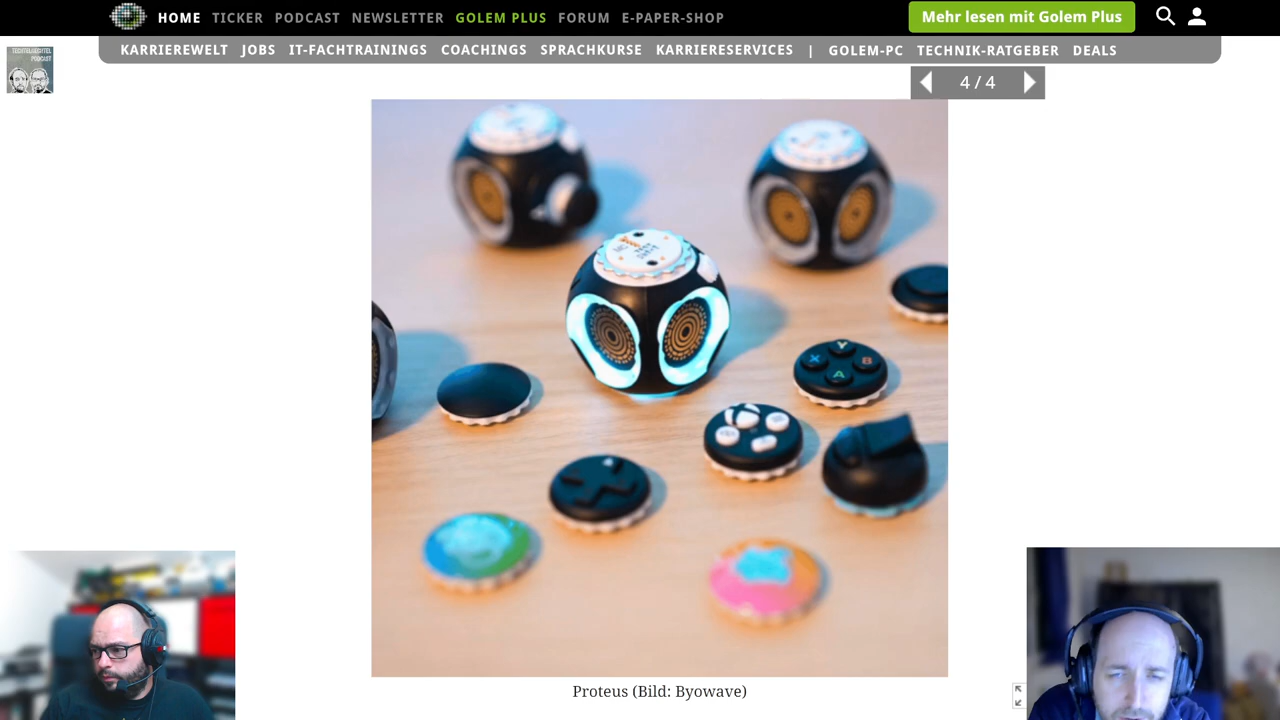 HOME TICKER PODCAST NEWSLETTER GOLEM PLUS FORUM E-PAPER-SHOP
Mehr lesen mit Golem Plus
KARRIEREWELT JOBS IT-FACHTRAININGS COACHINGS SPRACHKURSE KARRIERESERVICES | GOLEM-PC TECHNIK-RATGEBER DEALS
4 / 4
Y
X B
A
Proteus (Bild: Byowave)